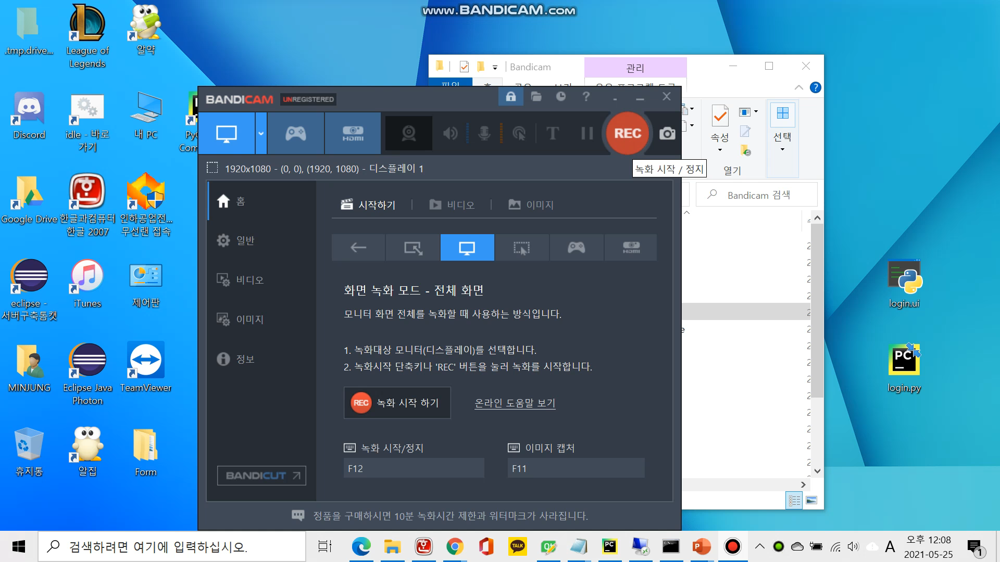 www.BANDICAM.com
.tmp.drive...
League of
Legends
알약
Discord
idle - 바로
가기
내 PC
Google Drive
한글과컴퓨터
한글 2007
인하공업전...
무선랜 접속
eclipse -
서버구축톰캣
iTunes
제어판
MINJUNG
Eclipse Java
Photon
TeamViewer
휴지통
알집
Form
Bandicam
관리
속성
선택
열기
Bandicam 검색
BANDICAM
UNREGISTERED
HDMI
REC
1920x1080 - (0, 0), (1920, 1080) - 디스플레이 1
녹화 시작 / 정지
홈
일반
비디오
이미지
정보
BANDICUT
시작하기
비디오
이미지
HDMI
화면 녹화 모드 - 전체 화면
모니터 화면 전체를 녹화할 때 사용하는 방식입니다.
1. 녹화대상 모니터(디스플레이)를 선택합니다.
2. 녹화시작 단축키나 'REC' 버튼을 눌러 녹화를 시작합니다.
REC 녹화 시작 하기
온라인 도움말 보기
녹화 시작/정지
F12
이미지 캡처
F11
정품을 구매하시면 10분 녹화시간 제한과 워터마크가 사라집니다.
login.ui
PC
login.py
검색하려면 여기에 입력하십시오.
TALK
A
오후 12:08
2021-05-25
1